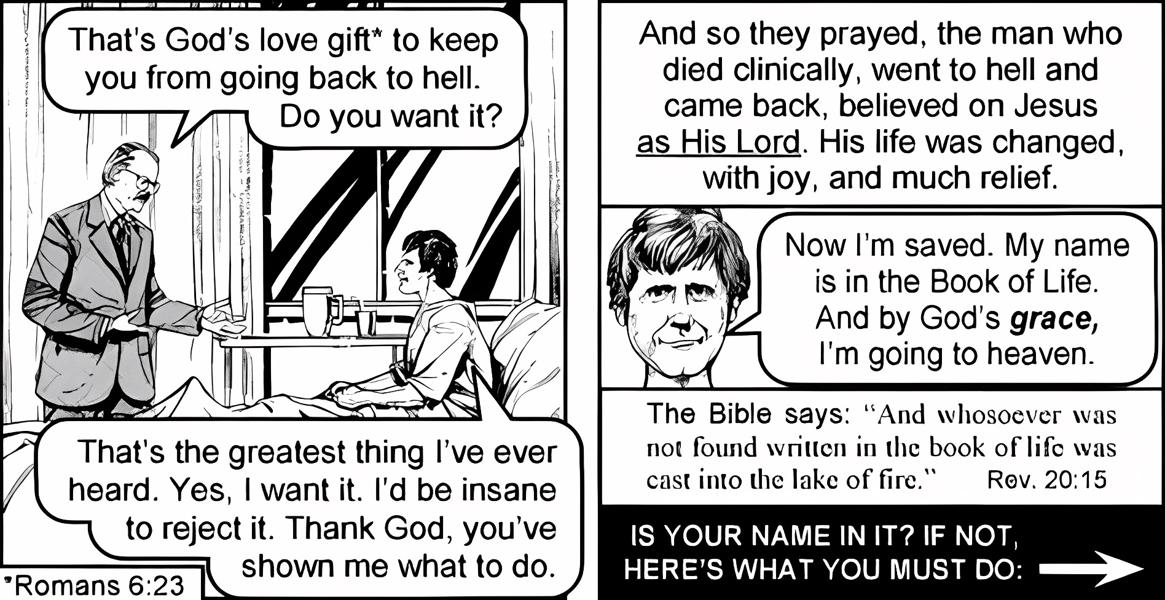 That's God's love gift* to keep
you from going back to hell.
Do you want it?
That's the greatest thing I've ever
heard. Yes, I want it. I'd be insane
to reject it. Thank God, you've
shown me what to do.
*Romans 6:23
And so they prayed, the man who
died clinically, went to hell and
came back, believed on Jesus
as His Lord. His life was changed,
with joy, and much relief.
Now I'm saved. My name
is in the Book of Life.
And by God's grace,
I'm going to heaven.
The Bible says: “And whosoever was
not found written in the book of life was
cast into the lake of fire.” Rev. 20:15
IS YOUR NAME IN IT? IF NOT,
HERE'S WHAT YOU MUST DO: